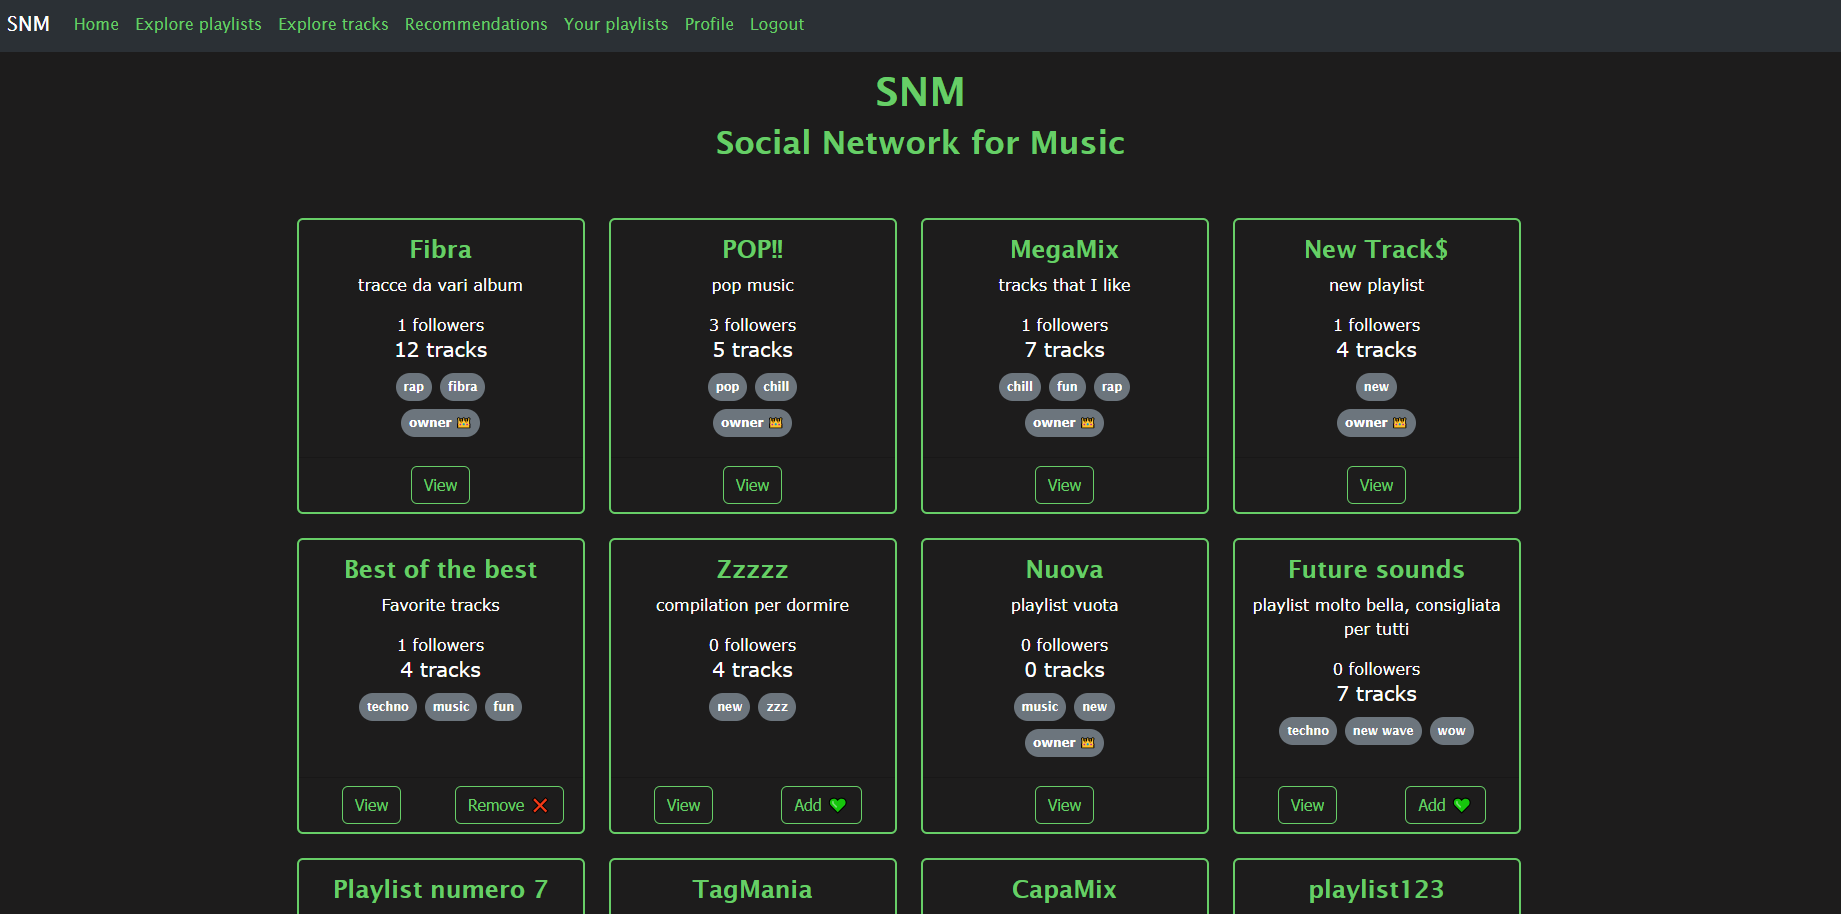 SNM Home Explore playlists Explore tracks Recommendations Your playlists Profile Logout
SNM
Social Network for Music
Fibra
tracce da vari album
1 followers
12 tracks
rap fibra
owner
View
POP!!
pop music
3 followers
5 tracks
pop chill
owner
View
MegaMix
tracks that I like
1 followers
7 tracks
chill fun rap
owner
View
New Track$
new playlist
1 followers
4 tracks
new
owner
View
Best of the best
Favorite tracks
1 followers
4 tracks
techno music fun
View Remove
Zzzzz
compilation per dormire
0 followers
4 tracks
new zzz
View Add
Nuova
playlist vuota
0 followers
0 tracks
music new
owner
View
Future sounds
playlist molto bella, consigliata
per tutti
0 followers
7 tracks
techno new wave wow
View Add
Playlist numero 7
TagMania
CapaMix
playlist123